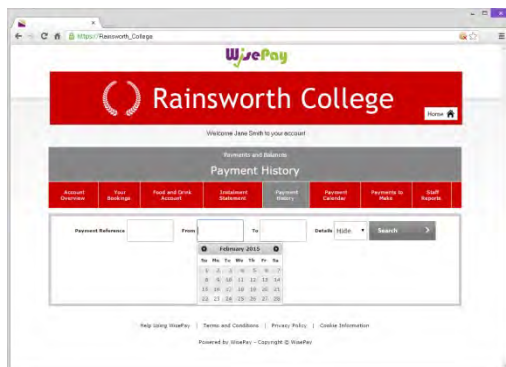 https://Rainsworth_College
WisePay
Rainsworth College
Home
Welcome Jane Smith to your account
Payments and Balances
Payment History
Account Overview Your Bookings Food and Drink Account Instalment Statement Payment History Payment Calendar Payments to Make Staff Reports
Payment Reference From To Details Hide Search
February 2015
Su Mo Tu We Th Fr Sa
1 2 3 4 5 6 7
8 9 10 11 12 13 14
15 16 17 18 19 20 21
22 23 24 25 26 27 28
Help Using WisePay | Terms and Conditions | Privacy Policy | Cookie Information
Powered by WisePay - Copyright © WisePay